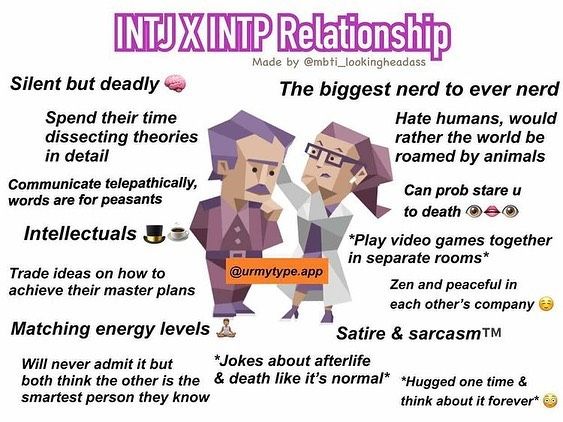 INTJ X INTP Relationship
Made by @mbti_lookingheadass
Silent but deadly 🧠
The biggest nerd to ever nerd
Spend their time
dissecting theories
in detail
Hate humans, would
rather the world be
roamed by animals
Communicate telepathically,
words are for peasants
Can prob stare u
to death 👁️👄👁️
Intellectuals 🎩☕
*Play video games together
in separate rooms*
@urmytype.app
Trade ideas on how to
achieve their master plans
Zen and peaceful in
each other's company ☺️
Matching energy levels 🧘🏽‍♂️
Satire & sarcasm™
Will never admit it but
both think the other is the
smartest person they know
*Jokes about afterlife
& death like it's normal*
*Hugged one time &
think about it forever* 😳